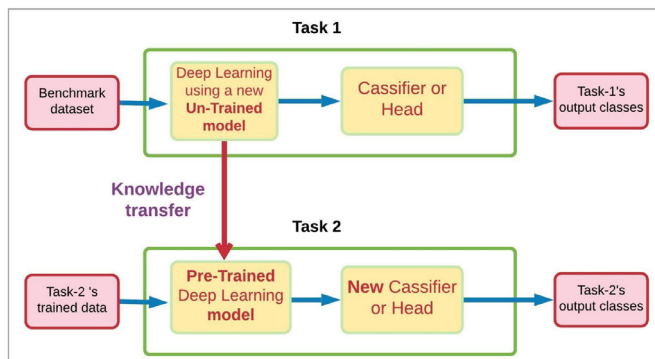 Task 1
Benchmark
dataset
Deep Learning
using a new
Un-Trained
model
Cassifier or
Head
Task-1's
output classes
Knowledge
transfer
Task 2
Task-2 's
trained data
Pre-Trained
Deep Learning
model
New Cassifier
or Head
Task-2's
output classes